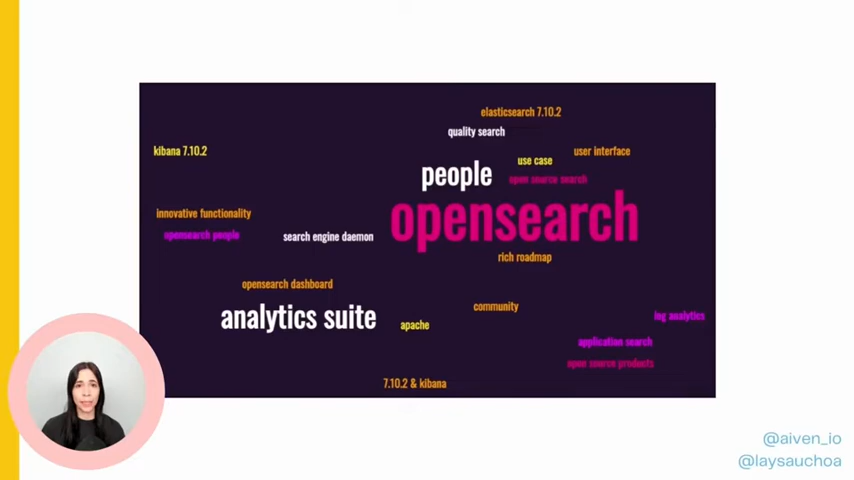 elasticsearch 7.10.2
quality search
kibana 7.10.2
use case
user interface
people
open source search
opensearch
innovative functionality
opensearch people
search engine daemon
rich roadmap
opensearch dashboard
community
analytics suite
apache
ing analytics
application search
open source products
7.10.2 & kibana
@aiven_io
@laysauchoa